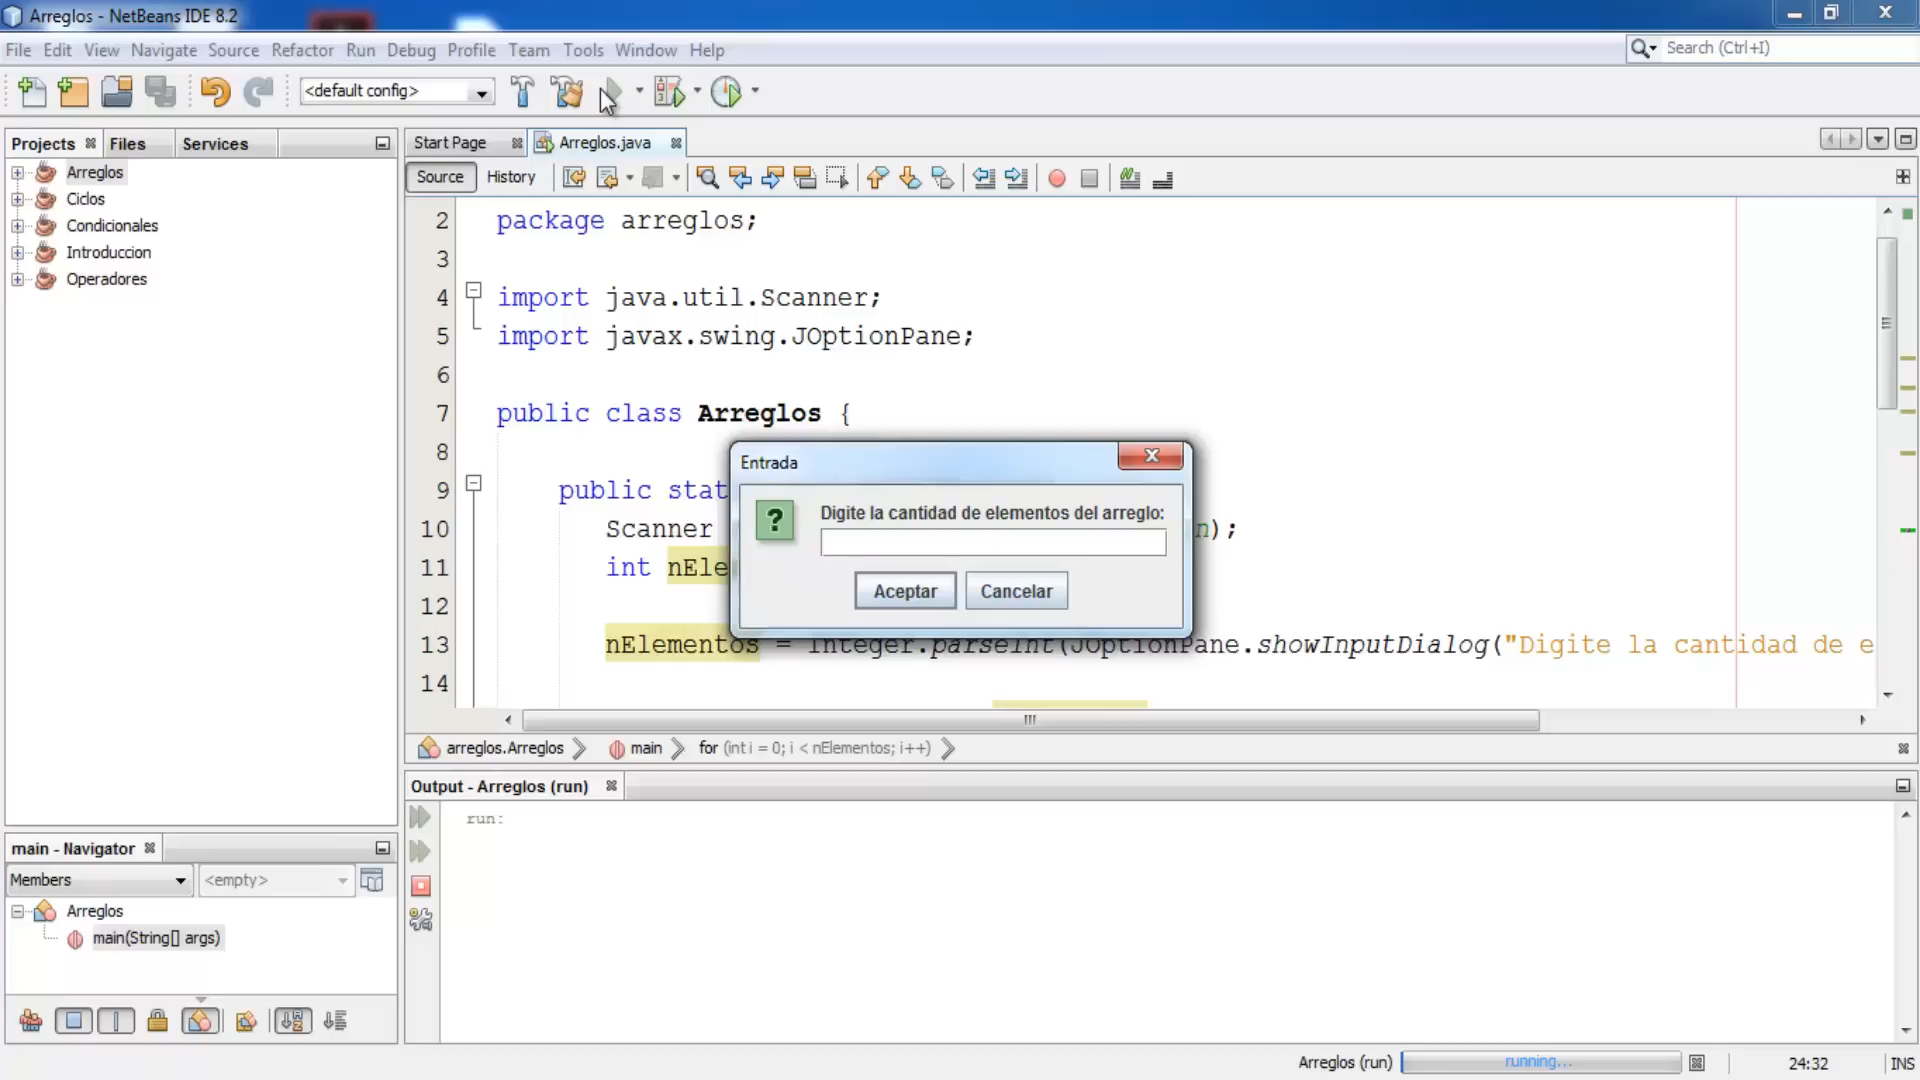 Arreglos - NetBeans IDE 8.2
File Edit View Navigate Source Refactor Run Debug Profile Team Tools Window Help
Search (Ctrl+I)
<default config>
Projects Files Services
Arreglos
Ciclos
Condicionales
Introduccion
Operadores
Start Page Arreglos.java
Source History
2 package arreglos;
3
4 import java.util.Scanner;
5 import javax.swing.JOptionPane;
6
7 public class Arreglos {
8
9 public stat
10 Scanner n);
11 int nEle
12
13 nElementos = Integer.parseInt(JOptionPane.showInputDialog("Digite la cantidad de e
14
Entrada
? Digite la cantidad de elementos del arreglo:
Aceptar Cancelar
arreglos.Arreglos main for (int i = 0; i < nElementos; i++)
Output - Arreglos (run)
run:
main - Navigator
Members <empty>
Arreglos
main(String[] args)
Arreglos (run) running... 24:32 INS